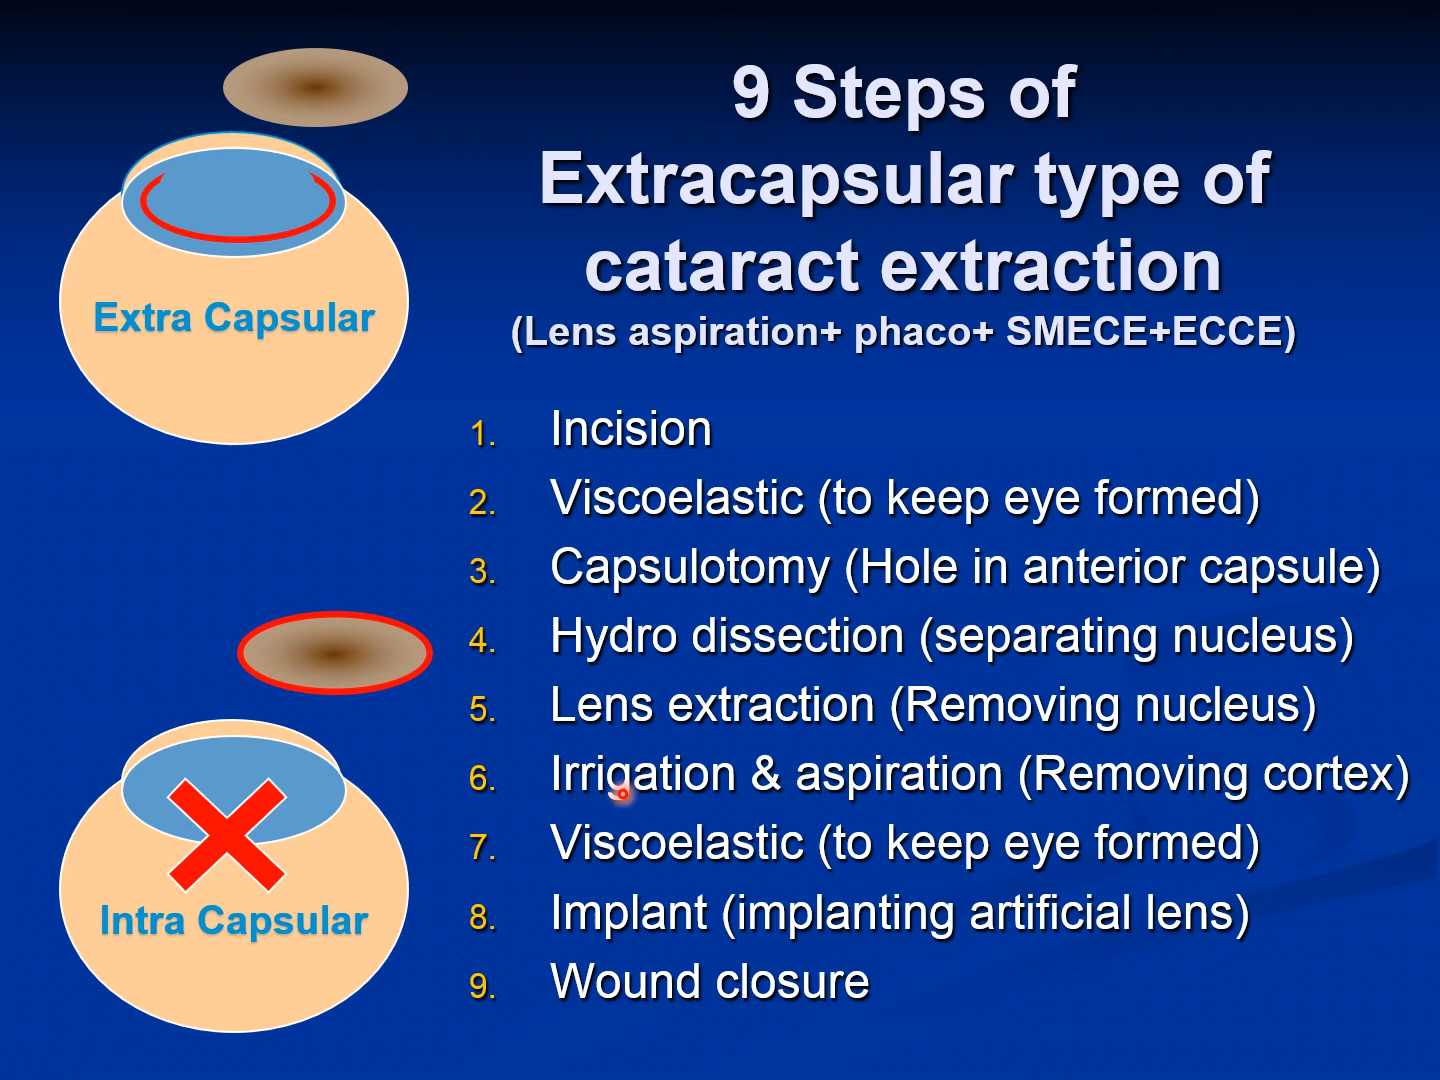 9 Steps of
Extracapsular type of
cataract extraction
(Lens aspiration+ phaco+ SMECE+ECCE)
Extra Capsular
1. Incision
2. Viscoelastic (to keep eye formed)
3. Capsulotomy (Hole in anterior capsule)
4. Hydro dissection (separating nucleus)
5. Lens extraction (Removing nucleus)
6. Irrigation & aspiration (Removing cortex)
7. Viscoelastic (to keep eye formed)
8. Implant (implanting artificial lens)
9. Wound closure
Intra Capsular